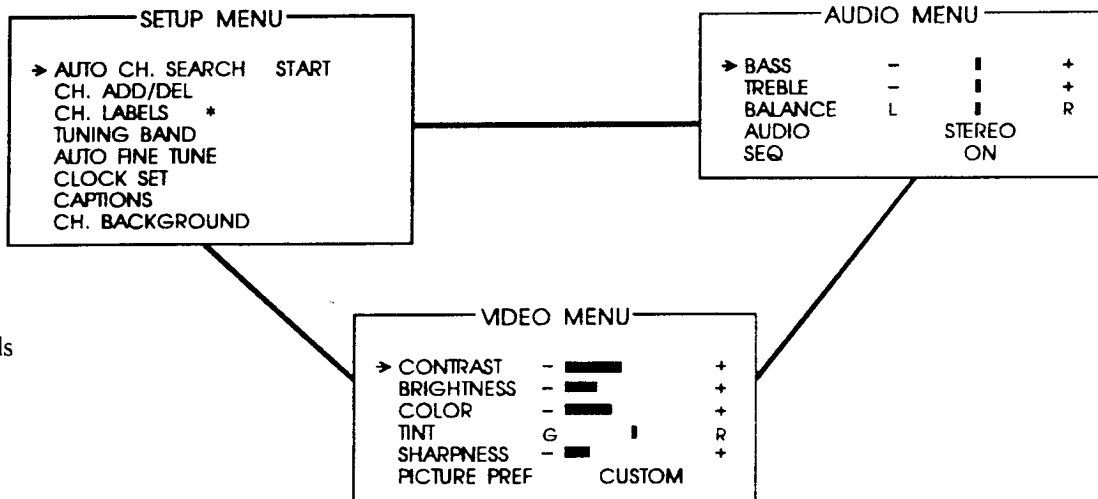 SETUP MENU
→ AUTO CH. SEARCH START
CH. ADD/DEL
CH. LABELS *
TUNING BAND
AUTO FINE TUNE
CLOCK SET
CAPTIONS
CH. BACKGROUND
AUDIO MENU
→ BASS - +
TREBLE - +
BALANCE L R
AUDIO STEREO
SEQ ON
ls
VIDEO MENU
→ CONTRAST - +
BRIGHTNESS - +
COLOR - +
TINT G R
SHARPNESS - +
PICTURE PREF CUSTOM